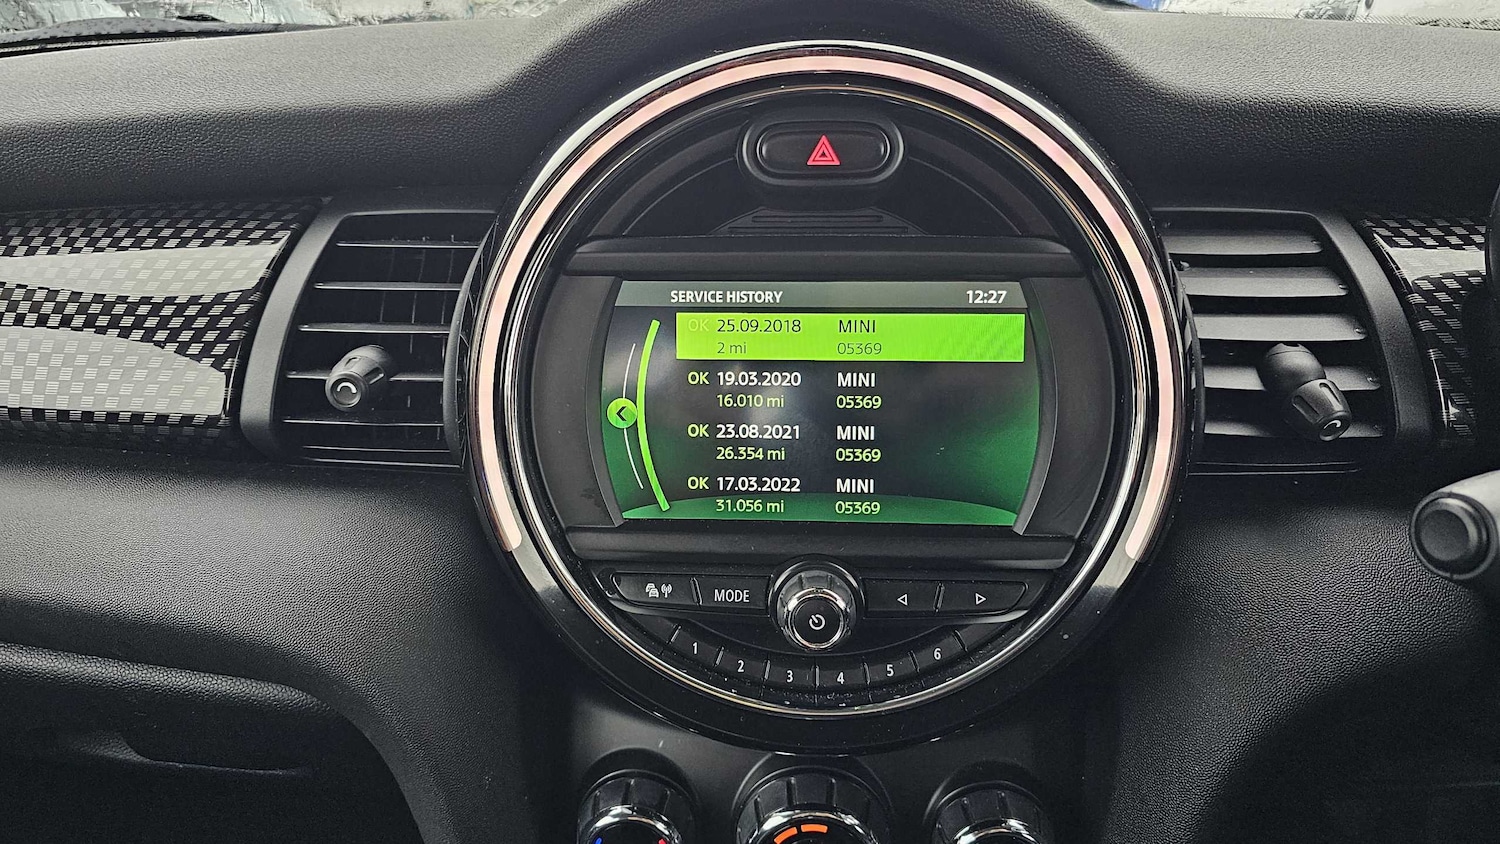 SERVICE HISTORY 12:27
OK 25.09.2018 MINI
2 mi 05369
OK 19.03.2020 MINI
16.010 mi 05369
OK 23.08.2021 MINI
26.354 mi 05369
OK 17.03.2022 MINI
31.056 mi 05369
MODE
1 2 3 4 5 6